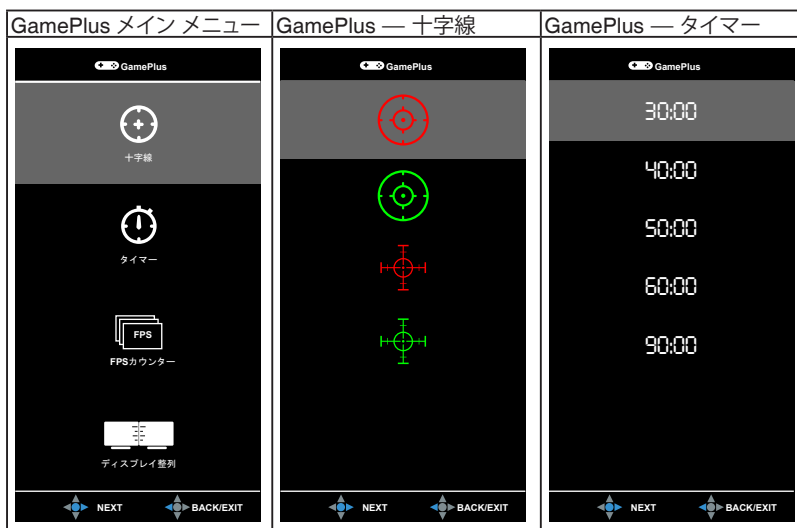 GamePlus メイン メニュー
GamePlus
十字線
タイマー
FPS
FPSカウンター
ディスプレイ整列
NEXT BACK/EXIT
GamePlus — 十字線
GamePlus
NEXT BACK/EXIT
GamePlus — タイマー
GamePlus
30:00
40:00
50:00
60:00
90:00
NEXT BACK/EXIT